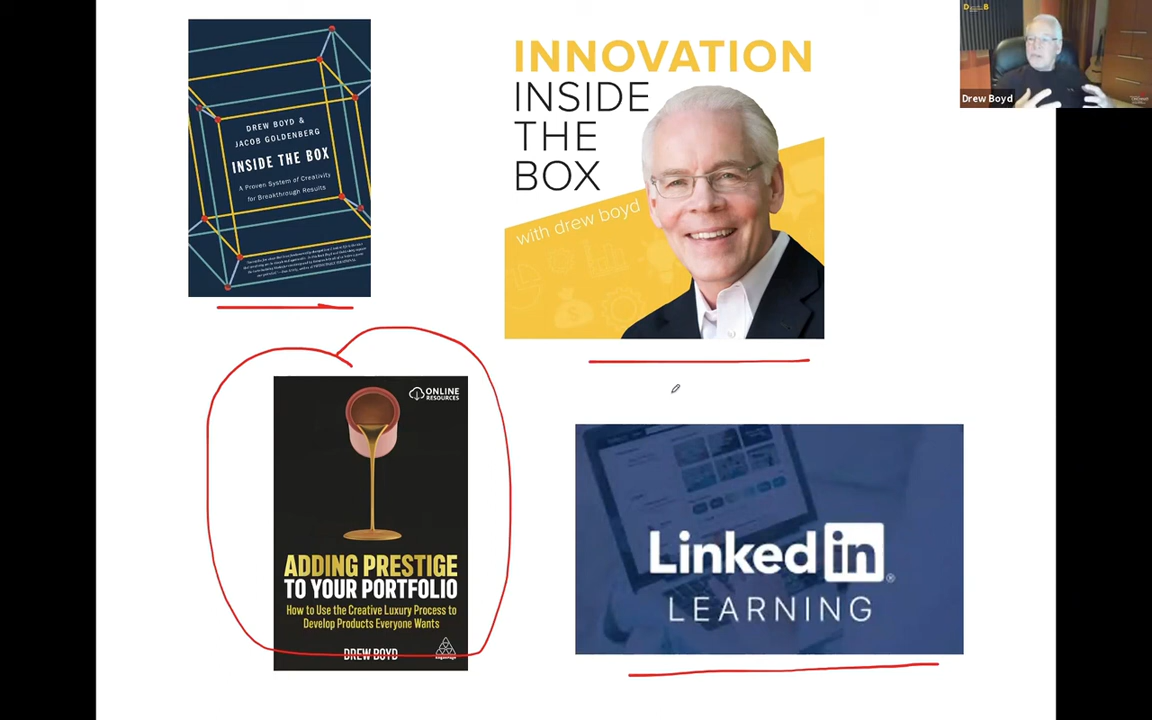 DREW BOYD &
JACOB GOLDENBERG
INSIDE THE BOX
A Proven System of Creativity
for Breakthrough Results
INNOVATION
INSIDE
THE
BOX
with drew boyd
D B
Drew Boyd
ONLINE
RESOURCES
ADDING PRESTIGE
TO YOUR PORTFOLIO
How to Use the Creative Luxury Process to
Develop Products Everyone Wants
DREW BOYD
KoganPage
Linked in®
LEARNING